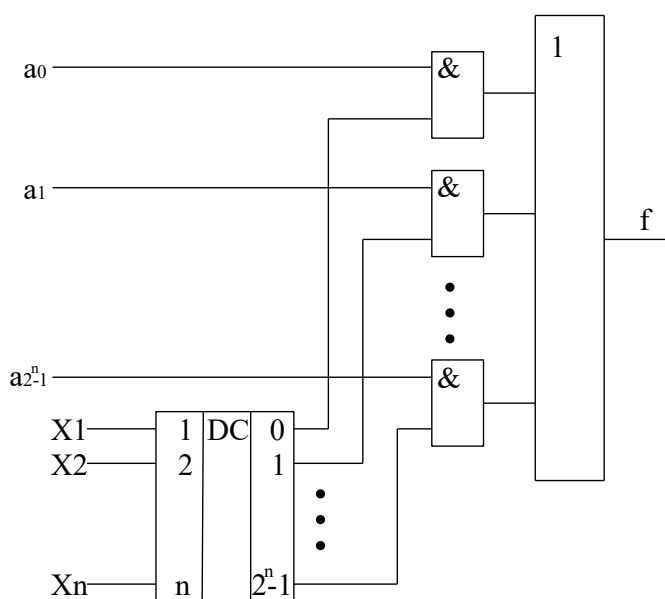 a0 & 1
a1 & f
a2ⁿ-1 &
X1 1 DC 0
X2 2 1
Xn n 2ⁿ-1